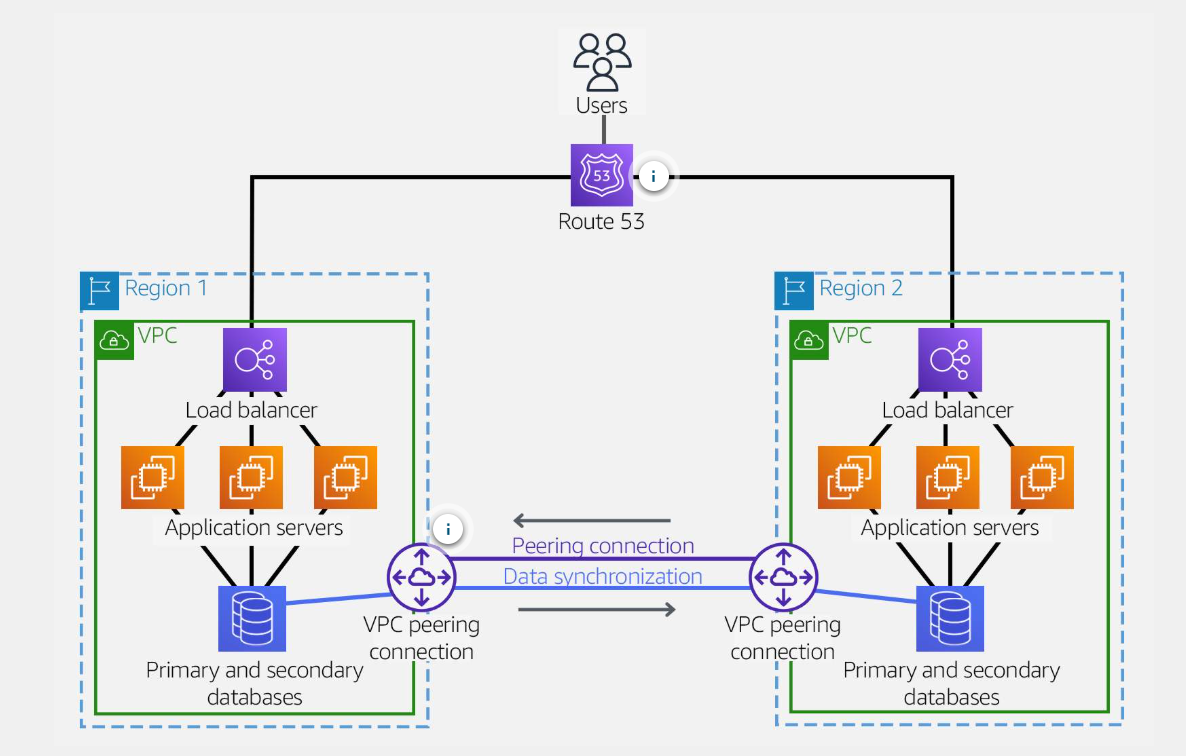 Users
53
i
Route 53
Region 1
VPC
Load balancer
Application servers
Primary and secondary
databases
i
VPC peering
connection
Peering connection
Data synchronization
VPC peering
connection
Region 2
VPC
Load balancer
Application servers
Primary and secondary
databases